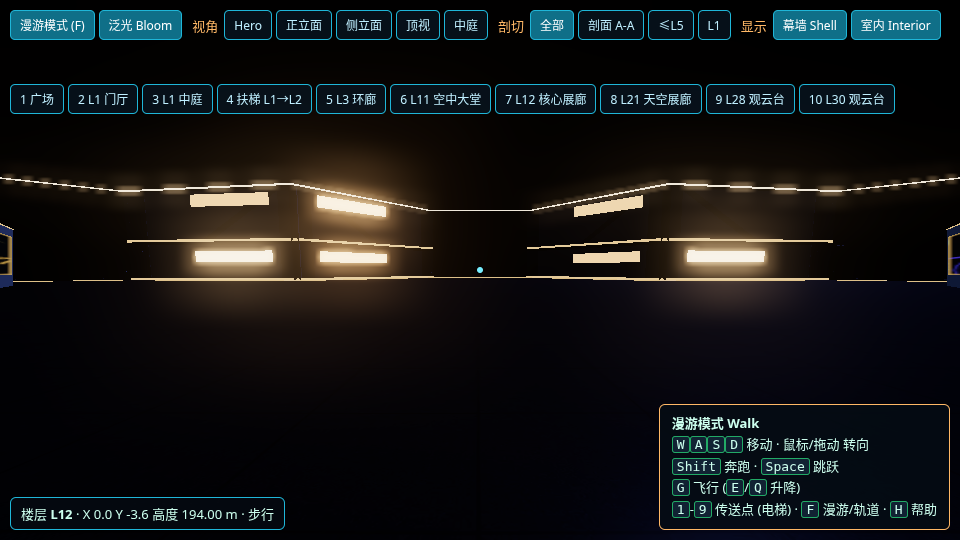 漫游模式 (F) 泛光 Bloom 视角 Hero 正立面 侧立面 顶视 中庭 剖切 全部 剖面 A-A ≤L5 L1 显示 幕墙 Shell 室内 Interior
1 广场 2 L1 门厅 3 L1 中庭 4 扶梯 L1→L2 5 L3 环廊 6 L11 空中大堂 7 L12 核心展廊 8 L21 天空展廊 9 L28 观云台 10 L30 观云台
漫游模式 Walk
W A S D 移动 · 鼠标/拖动 转向
Shift 奔跑 · Space 跳跃
G 飞行 (E/Q 升降)
1-9 传送点 (电梯) · F 漫游/轨道 · H 帮助
楼层 L12 · X 0.0 Y -3.6 高度 194.00 m · 步行